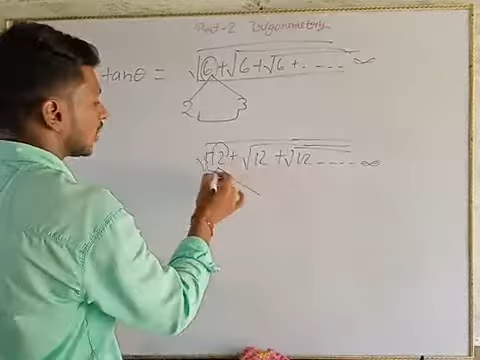 Part-2 Trigonometry
tanθ = √6+√6+√6+..... ∞
2 3
√12+√12+√12 ..... ∞